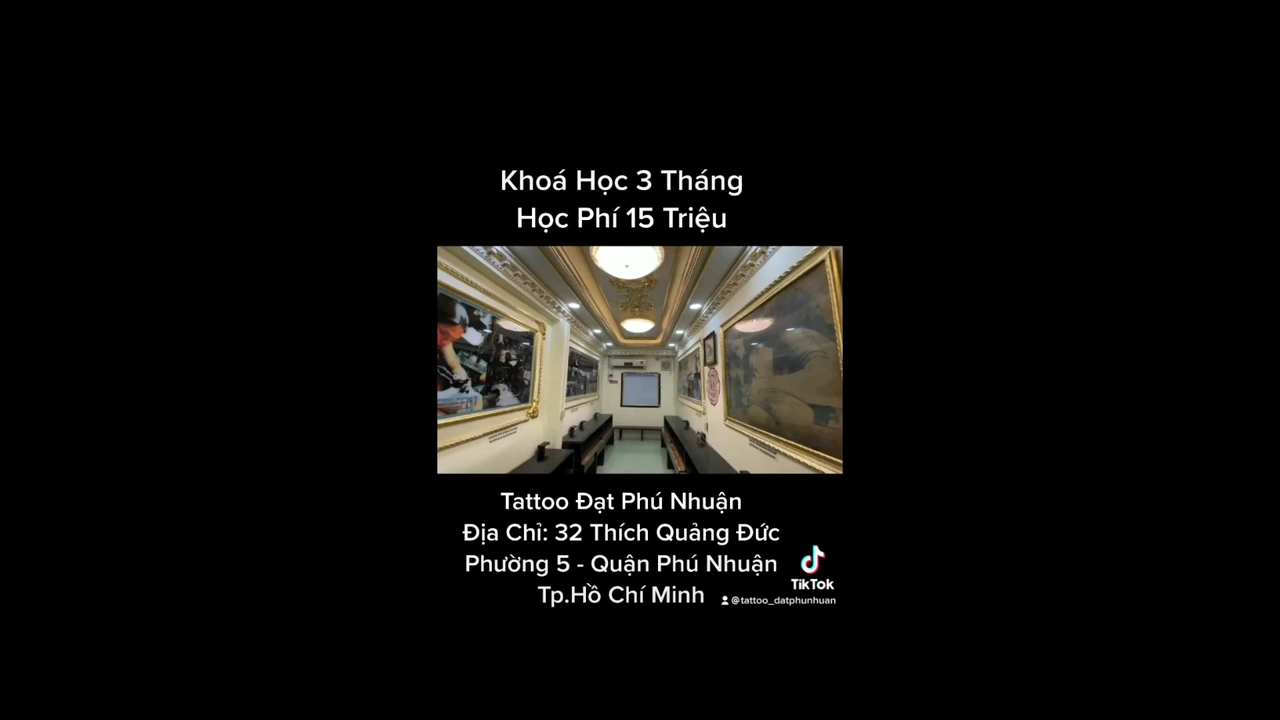 Khoá Học 3 Tháng
Học Phí 15 Triệu
Tattoo Đạt Phú Nhuận
Địa Chỉ: 32 Thích Quảng Đức
Phường 5 - Quận Phú Nhuận
Tp.Hồ Chí Minh
TikTok
@tattoo_datphunhuan